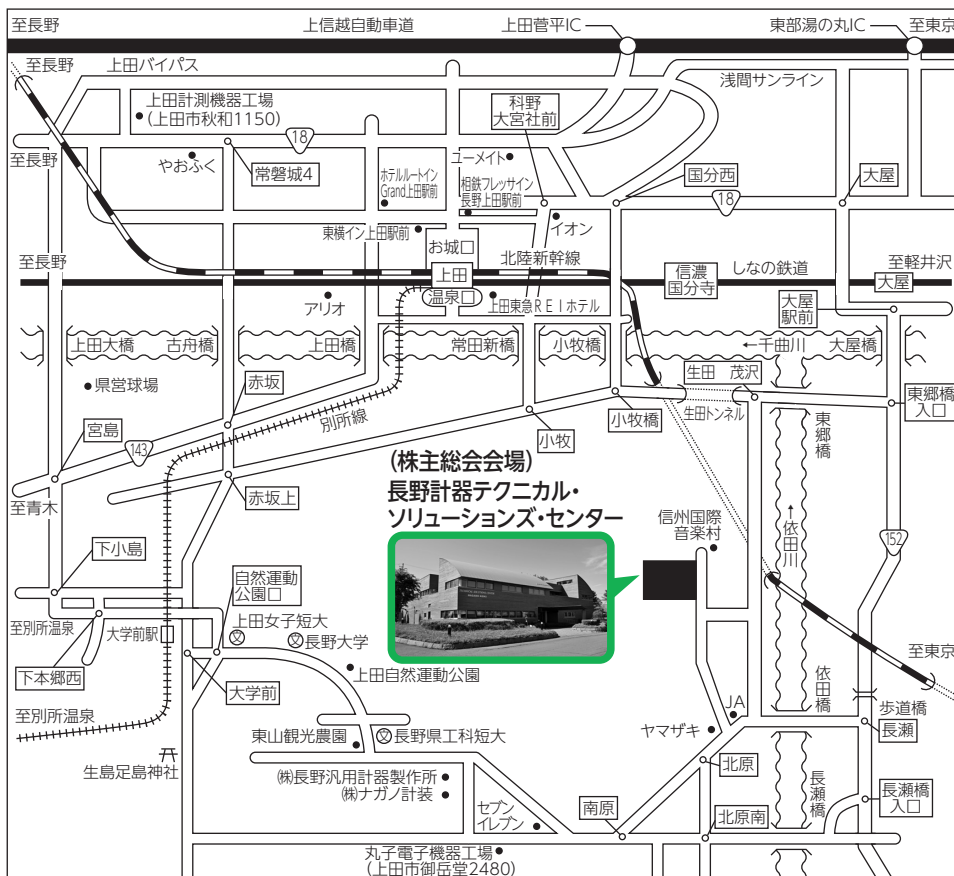 至長野
上信越自動車道
上田菅平IC
東部湯の丸IC
至東京
至長野
上田バイパス
浅間サンライン
上田計測機器工場
(上田市秋和1150)
科野
大宮社前
18
至長野
やおふく
常磐城4
ユーメイト
国分西
大屋
ホテルルートイン
Grand上田駅前
相鉄フレッサイン
長野上田駅前
18
イオン
東横イン上田駅前
お城口
北陸新幹線
至長野
上田
信濃
国分寺
しなの鉄道
至軽井沢
大屋
アリオ
温泉口
上田東急REIホテル
大屋
駅前
上田大橋
古舟橋
上田橋
常田新橋
小牧橋
←千曲川
大屋橋
県営球場
赤坂
生田
茂沢
東郷橋
入口
別所線
小牧
小牧橋
生田トンネル
東郷橋
宮島
143
(株主総会会場)
長野計器テクニカル・
ソリューションズ・センター
至青木
赤坂上
信州国際
音楽村
←依田川
152
下小島
自然運動
公園口
至別所温泉
大学前駅
上田女子短大
長野大学
下本郷西
大学前
上田自然運動公園
至東京
依田橋
至別所温泉
JA
歩道橋
ヤマザキ
長瀬
東山観光農園
長野県工科短大
生島足島神社
北原
(株)長野汎用計器製作所
(株)ナガノ計装
長瀬橋
長瀬橋
入口
セブン
イレブン
南原
北原南
丸子電子機器工場
(上田市御岳堂2480)